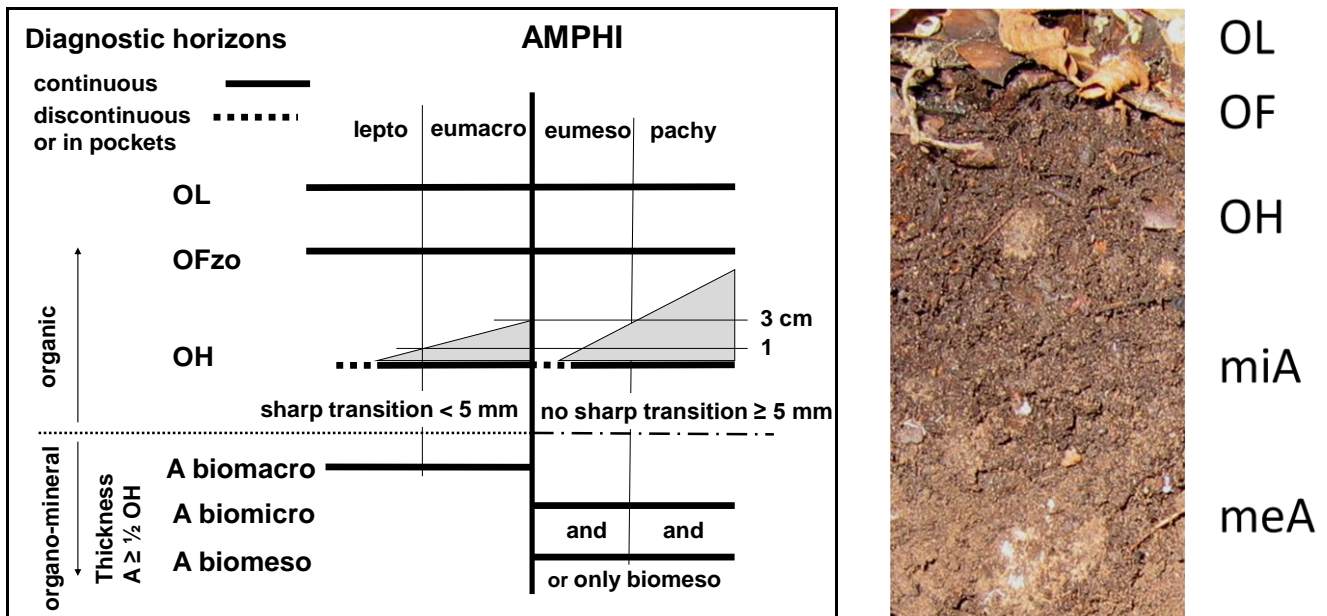 Diagnostic horizons
AMPHI
continuous
discontinuous
or in pockets
lepto eumacro eumeso pachy
OL
OFzo
3 cm
1
OH
organic
sharp transition < 5 mm
no sharp transition ≥ 5 mm
organo-mineral
Thickness
A ≥ ½ OH
A biomacro
A biomicro
and and
A biomeso
or only biomeso
OL
OF
OH
miA
meA